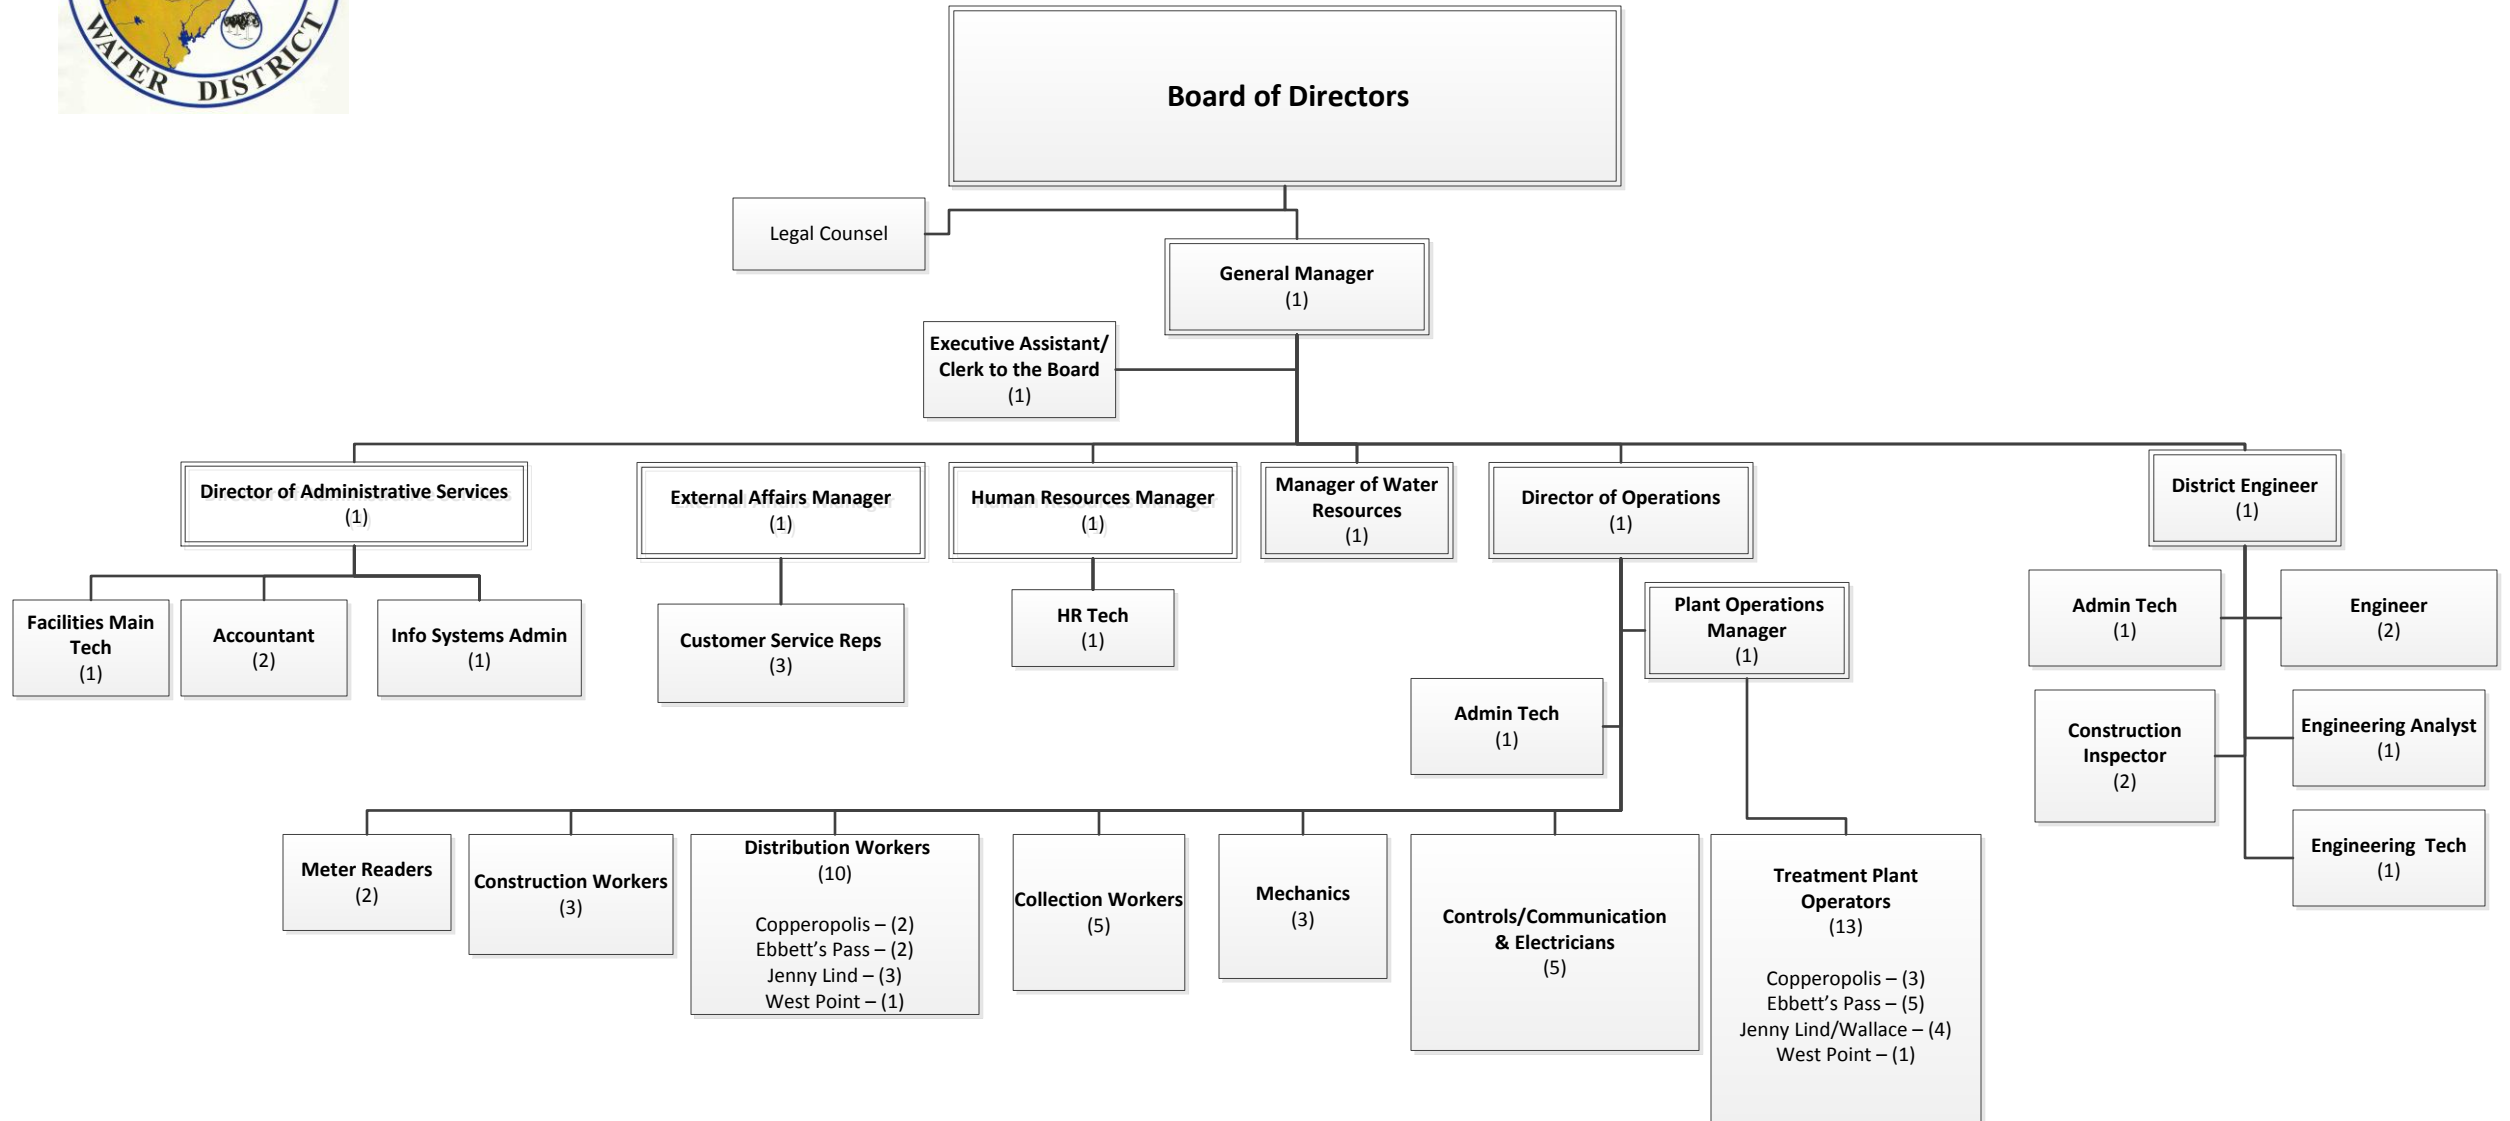 WATER DISTRICT
Board of Directors
Legal Counsel
General Manager
(1)
Executive Assistant/
Clerk to the Board
(1)
Director of Administrative Services
(1)
External Affairs Manager
(1)
Human Resources Manager
(1)
Manager of Water
Resources
(1)
Director of Operations
(1)
District Engineer
(1)
Facilities Main
Tech
(1)
Accountant
(2)
Info Systems Admin
(1)
Customer Service Reps
(3)
HR Tech
(1)
Plant Operations
Manager
(1)
Admin Tech
(1)
Admin Tech
(1)
Engineer
(2)
Construction
Inspector
(2)
Engineering Analyst
(1)
Engineering  Tech
(1)
Meter Readers
(2)
Construction Workers
(3)
Distribution Workers
(10)
Copperopolis – (2)
Ebbett’s Pass – (2)
Jenny Lind – (3)
West Point – (1)
Collection Workers
(5)
Mechanics
(3)
Controls/Communication
& Electricians
(5)
Treatment Plant
Operators
(13)
Copperopolis – (3)
Ebbett’s Pass – (5)
Jenny Lind/Wallace – (4)
West Point – (1)